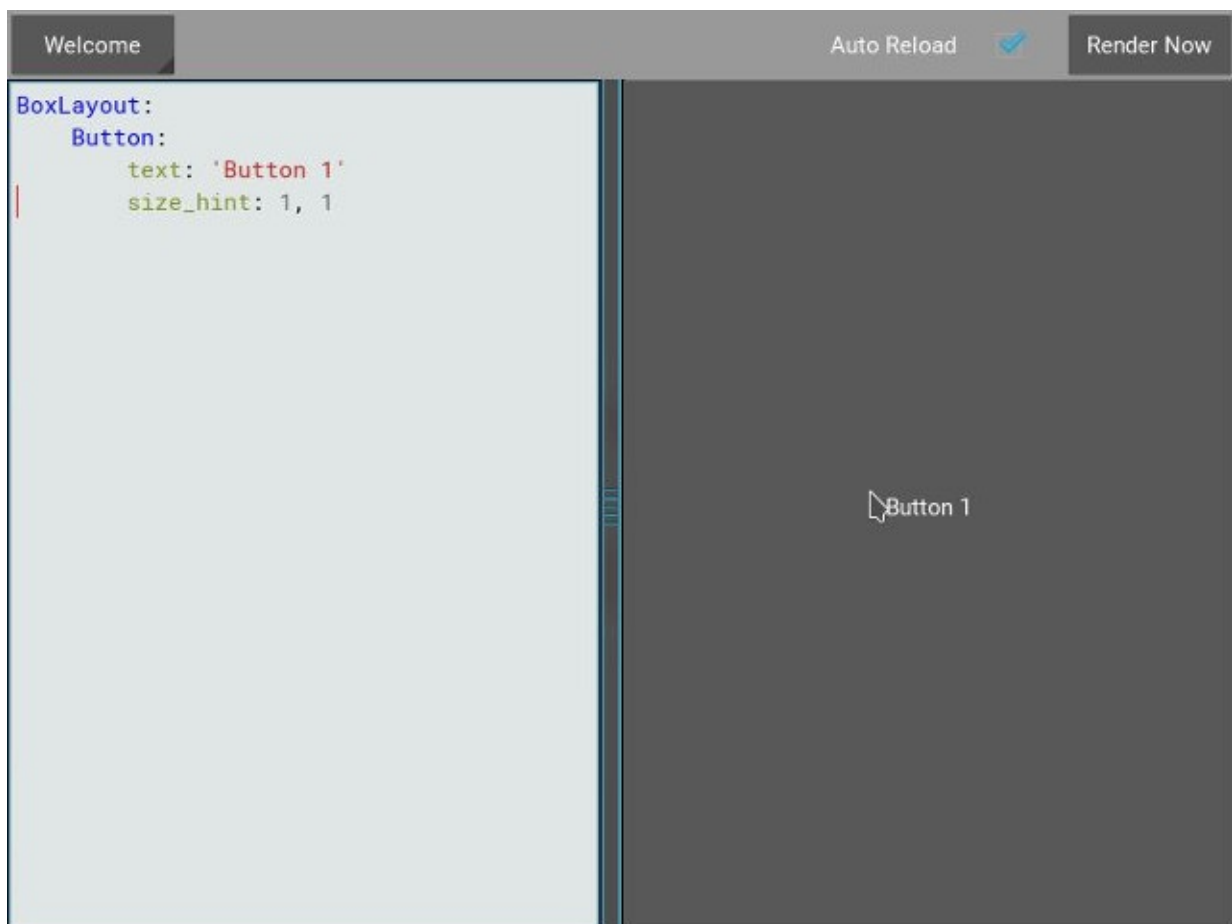 Welcome
Auto Reload
Render Now
BoxLayout:
    Button:
        text: 'Button 1'
        size_hint: 1, 1
Button 1